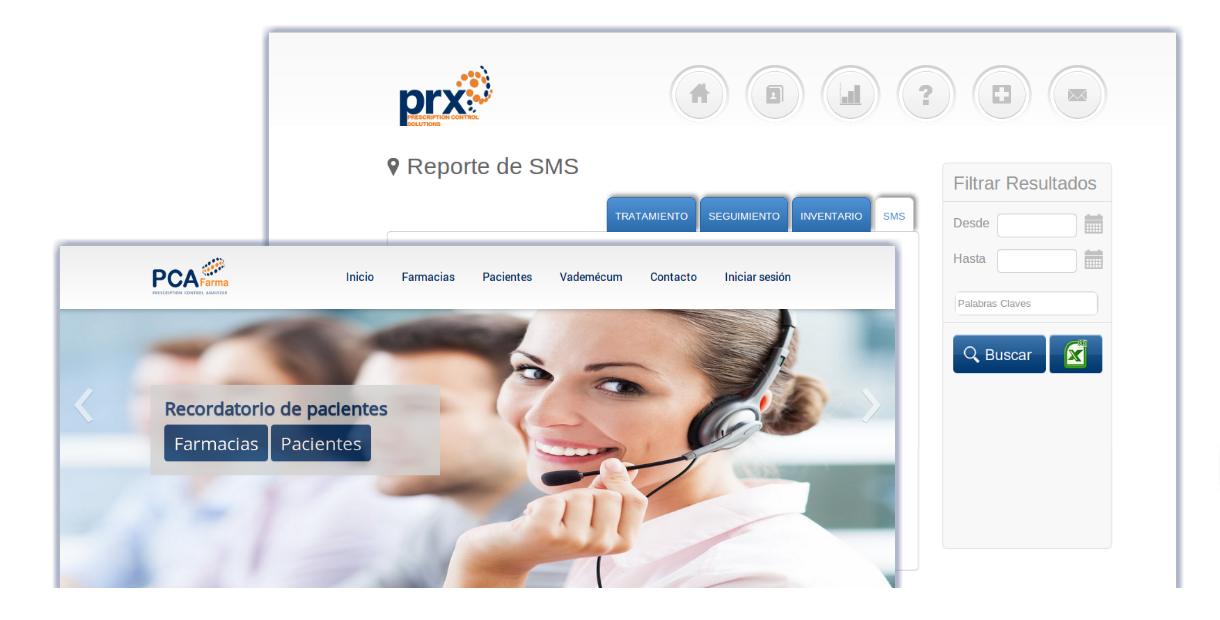 prx
PRESCRIPTION CONTROL
SOLUTIONS
?
Reporte de SMS
TRATAMIENTO
SEGUIMIENTO
INVENTARIO
SMS
Filtrar Resultados
Desde
Hasta
Palabras Claves
Buscar
PCA
Farma
PRESCRIPTION CONTROL ANALYZER
Inicio
Farmacias
Pacientes
Vademécum
Contacto
Iniciar sesión
Recordatorio de pacientes
Farmacias
Pacientes